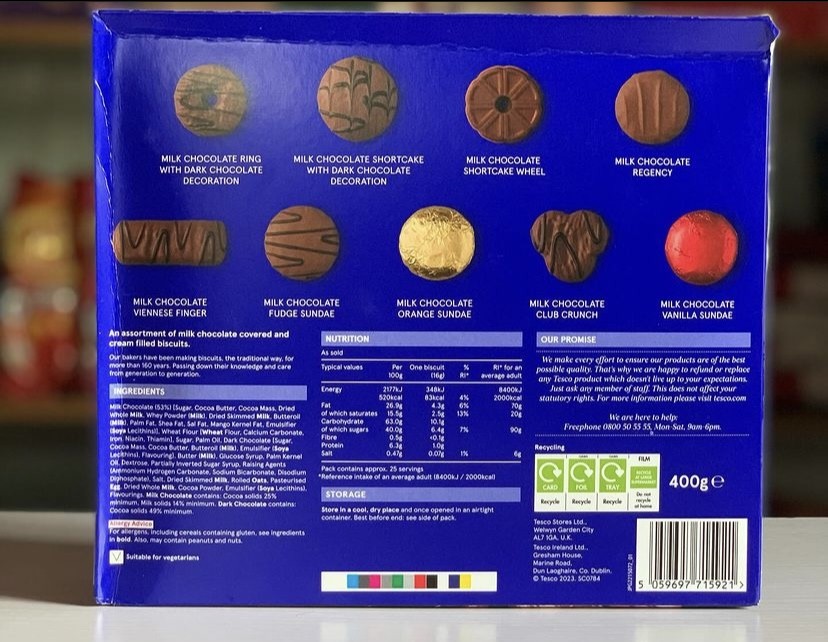 MILK CHOCOLATE RING
WITH DARK CHOCOLATE
DECORATION
MILK CHOCOLATE SHORTCAKE
WITH DARK CHOCOLATE
DECORATION
MILK CHOCOLATE
SHORTCAKE WHEEL
MILK CHOCOLATE
REGENCY
MILK CHOCOLATE
VIENNESE FINGER
MILK CHOCOLATE
FUDGE SUNDAE
MILK CHOCOLATE
ORANGE SUNDAE
MILK CHOCOLATE
CLUB CRUNCH
MILK CHOCOLATE
VANILLA SUNDAE
An assortment of milk chocolate covered and
cream filled biscuits.
Our bakers have been making biscuits, the traditional way, for
more than 160 years. Passing down their knowledge and care
from generation to generation.
INGREDIENTS
Milk Chocolate (53%) [Sugar, Cocoa Butter, Cocoa Mass, Dried
Whole Milk, Whey Powder (Milk), Dried Skimmed Milk, Butteroil
(Milk), Palm Fat, Shea Fat, Sal Fat, Mango Kernel Fat, Emulsifier
(Soya Lecithins)], Wheat Flour [Wheat Flour, Calcium Carbonate,
Iron, Niacin, Thiamin], Sugar, Palm Oil, Dark Chocolate [Sugar,
Cocoa Mass, Cocoa Butter, Butteroil (Milk), Emulsifier (Soya
Lecithins), Flavouring], Butter (Milk), Glucose Syrup, Palm Kernel
Oil, Dextrose, Partially Inverted Sugar Syrup, Raising Agents
(Ammonium Hydrogen Carbonate, Sodium Bicarbonate, Disodium
Diphosphate), Salt, Dried Skimmed Milk, Rolled Oats, Pasteurised
Egg, Dried Whole Milk, Cocoa Powder, Emulsifier (Soya Lecithins),
Flavourings. Milk Chocolate contains: Cocoa solids 25%
minimum, Milk solids 14% minimum. Dark Chocolate contains:
Cocoa solids 49% minimum.
Allergy Advice
For allergens, including cereals containing gluten, see ingredients
in bold. Also, may contain peanuts and nuts.
Suitable for vegetarians
NUTRITION
As sold
Typical values Per 100g One biscuit (16g) % RI* RI* for an average adult
Energy 2177kJ 348kJ 8400kJ
520kcal 83kcal 4% 2000kcal
Fat 26.9g 4.3g 6% 70g
of which saturates 15.5g 2.5g 13% 20g
Carbohydrate 63.0g 10.1g
of which sugars 40.0g 6.4g 7% 90g
Fibre 0.5g <0.1g
Protein 6.3g 1.0g
Salt 0.47g 0.07g 1% 6g
Pack contains approx. 25 servings
*Reference intake of an average adult (8400kJ / 2000kcal)
STORAGE
Store in a cool, dry place and once opened in an airtight
container. Best before end: see side of pack.
OUR PROMISE
We make every effort to ensure our products are of the best
possible quality. That's why we are happy to refund or replace
any Tesco product which doesn't live up to your expectations.
Just ask any member of staff. This does not affect your
statutory rights. For more information please visit tesco.com
We are here to help:
Freephone 0800 50 55 55, Mon-Sat, 9am-6pm.
Recycling
CARD
Recycle
FOIL
Recycle
TRAY
Recycle
FILM
RECYCLE
AT LARGE
SUPERMARKET
Do not
recycle
at home
400g e
Tesco Stores Ltd.,
Welwyn Garden City
AL7 1GA, U.K.
Tesco Ireland Ltd.,
Gresham House,
Marine Road,
Dun Laoghaire, Co. Dublin.
© Tesco 2023. SC0784
5 059697 715921 >